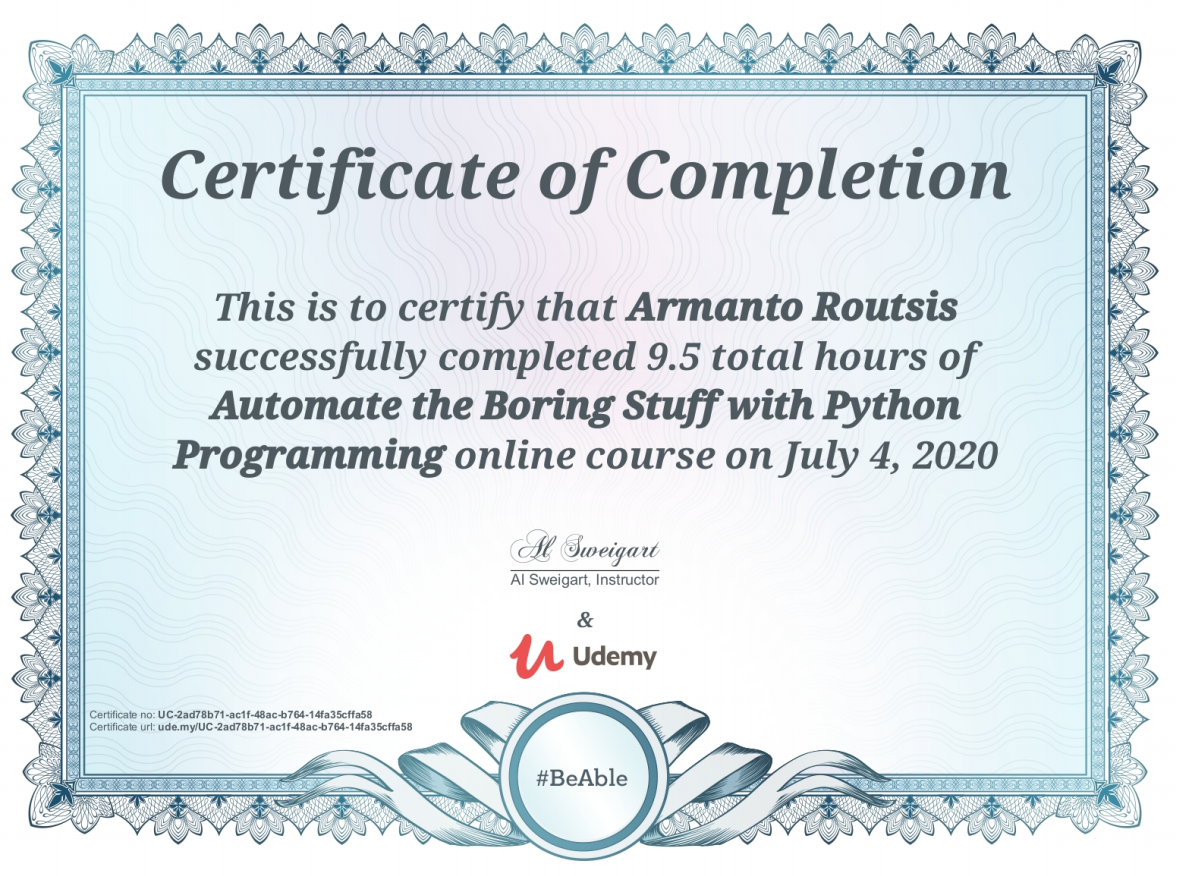 Certificate of Completion
This is to certify that Armanto Routsis
successfully completed 9.5 total hours of
Automate the Boring Stuff with Python
Programming online course on July 4, 2020
Al Sweigart
Al Sweigart, Instructor
&
Udemy
Certificate no: UC-2ad78b71-ac1f-48ac-b764-14fa35cffa58
Certificate url: ude.my/UC-2ad78b71-ac1f-48ac-b764-14fa35cffa58
#BeAble